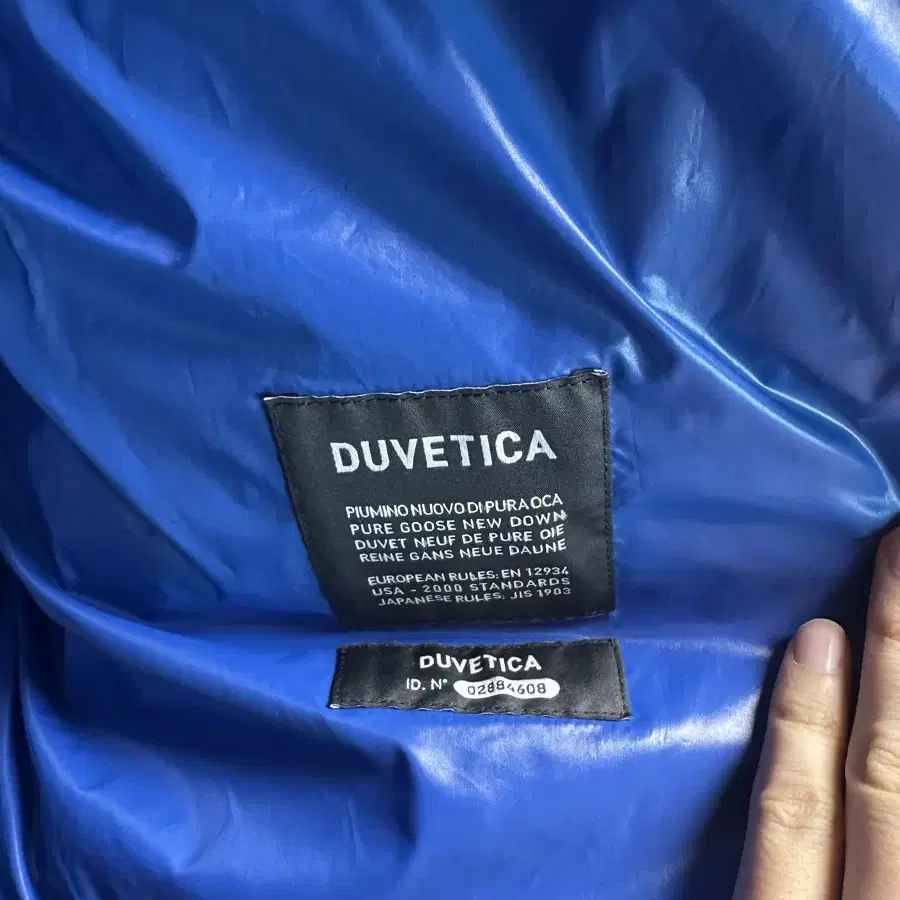 DUVETICA
PIUMINO NUOVO DI PURA OCA
PURE GOOSE NEW DOWN
DUVET NEUF DE PURE OIE
REINE GANS NEUE DAUNE
EUROPEAN RULES: EN 12934
USA - 2000 STANDARDS
JAPANESE RULES: JIS 1903
DUVETICA
ID. N° 02884608